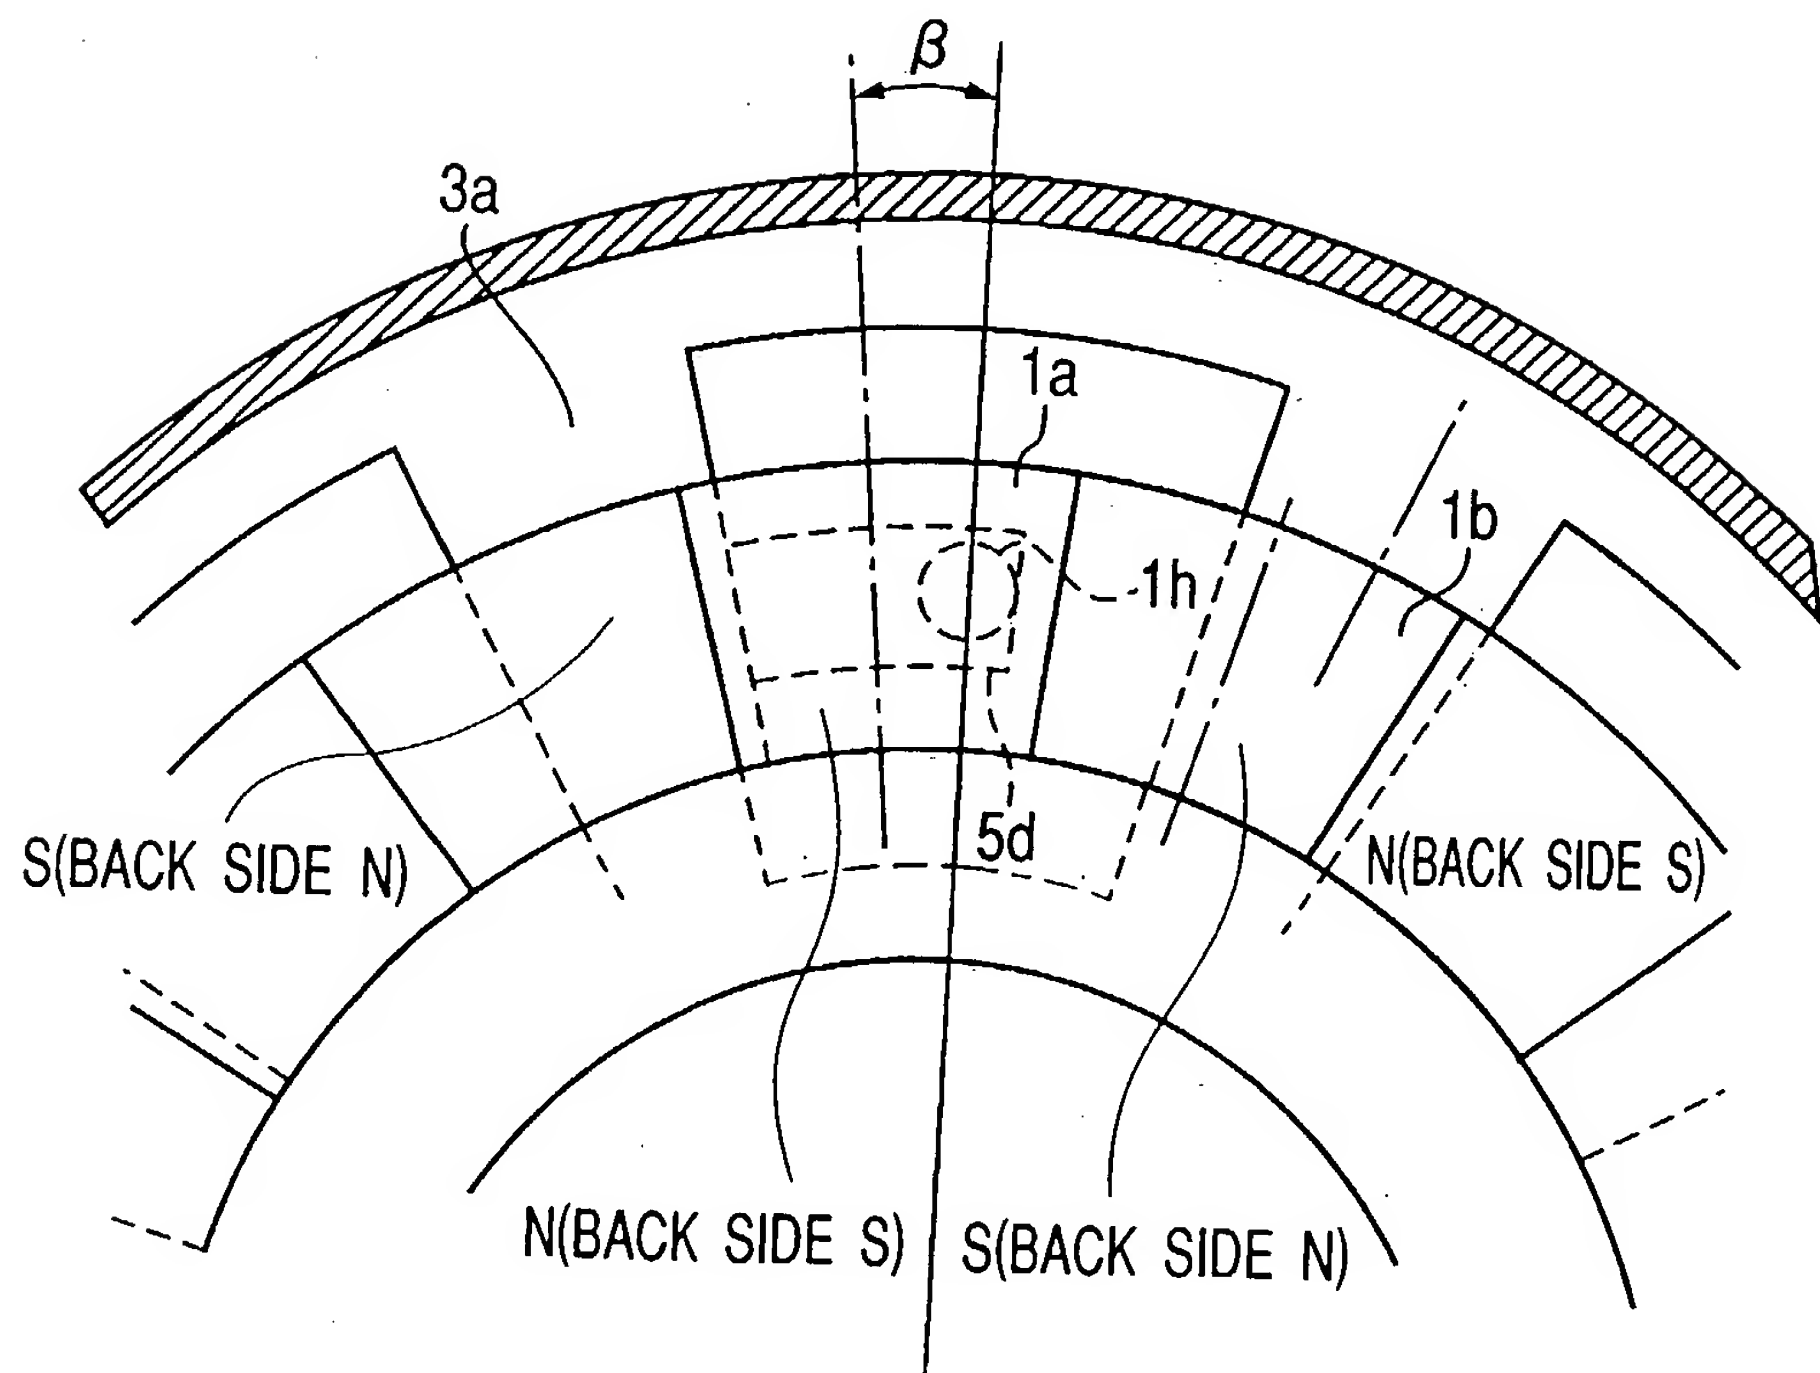 β
3a
1a
1b
1h
5d
S(BACK SIDE N)
N(BACK SIDE S)
N(BACK SIDE S)
S(BACK SIDE N)